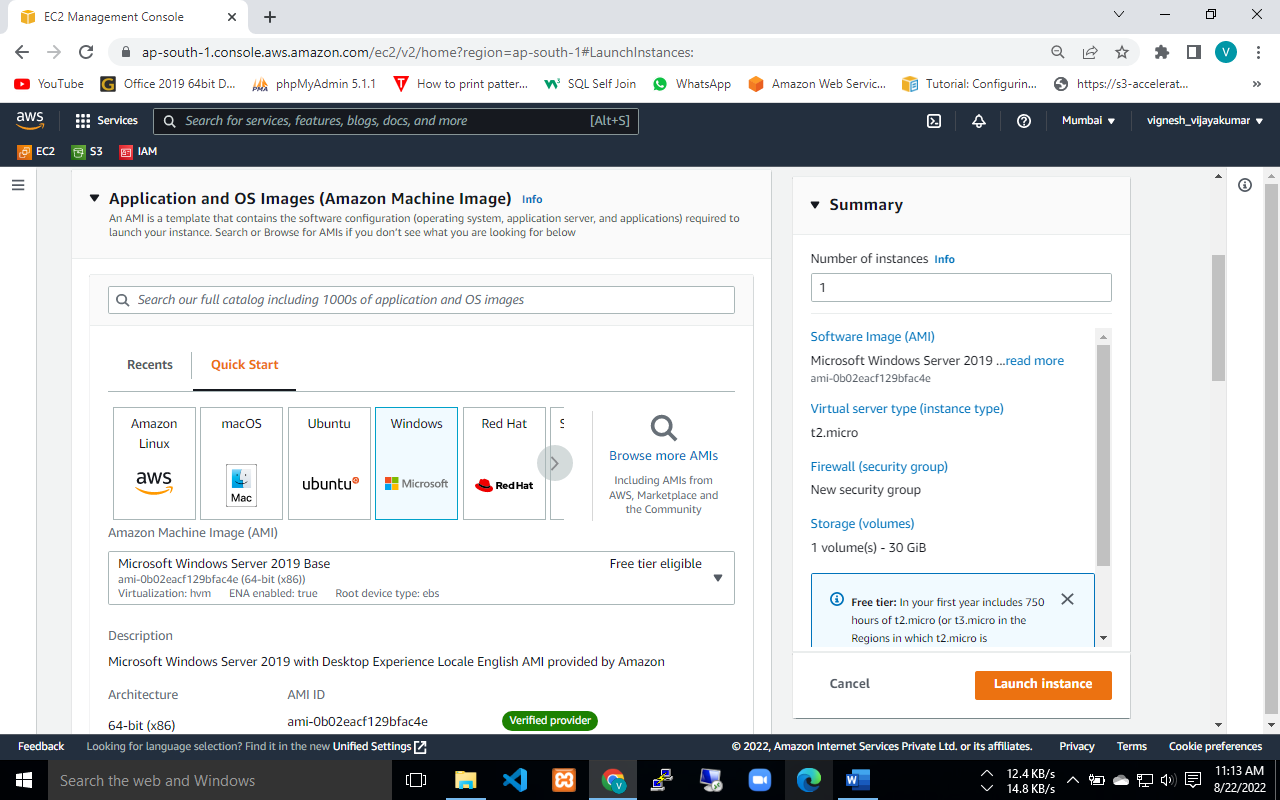 EC2 Management Console
ap-south-1.console.aws.amazon.com/ec2/v2/home?region=ap-south-1#LaunchInstances:
V
YouTube
Office 2019 64bit D...
phpMyAdmin 5.1.1
How to print patter...
SQL Self Join
WhatsApp
Amazon Web Servic...
Tutorial: Configurin...
https://s3-accelerat...
»
aws
Services
Search for services, features, blogs, docs, and more
[Alt+S]
Mumbai
vignesh_vijayakumar
EC2
S3
IAM
Application and OS Images (Amazon Machine Image) Info
An AMI is a template that contains the software configuration (operating system, application server, and applications) required to
launch your instance. Search or Browse for AMIs if you don't see what you are looking for below
Search our full catalog including 1000s of application and OS images
Recents
Quick Start
Amazon
Linux
aws
macOS
Mac
Ubuntu
ubuntu
Windows
Microsoft
Red Hat
Red Hat
S
Browse more AMIs
Including AMIs from
AWS, Marketplace and
the Community
Amazon Machine Image (AMI)
Microsoft Windows Server 2019 Base
Free tier eligible
ami-0b02eacf129bfac4e (64-bit (x86))
Virtualization: hvm ENA enabled: true Root device type: ebs
Description
Microsoft Windows Server 2019 with Desktop Experience Locale English AMI provided by Amazon
Architecture
AMI ID
64-bit (x86)
ami-0b02eacf129bfac4e
Verified provider
Summary
Number of instances Info
1
Software Image (AMI)
Microsoft Windows Server 2019 ...read more
ami-0b02eacf129bfac4e
Virtual server type (instance type)
t2.micro
Firewall (security group)
New security group
Storage (volumes)
1 volume(s) - 30 GiB
Free tier: In your first year includes 750
hours of t2.micro (or t3.micro in the
Regions in which t2.micro is
Cancel
Launch instance
Feedback
Looking for language selection? Find it in the new Unified Settings
© 2022, Amazon Internet Services Private Ltd. or its affiliates.
Privacy
Terms
Cookie preferences
Search the web and Windows
12.4 KB/s
14.8 KB/s
11:13 AM
8/22/2022